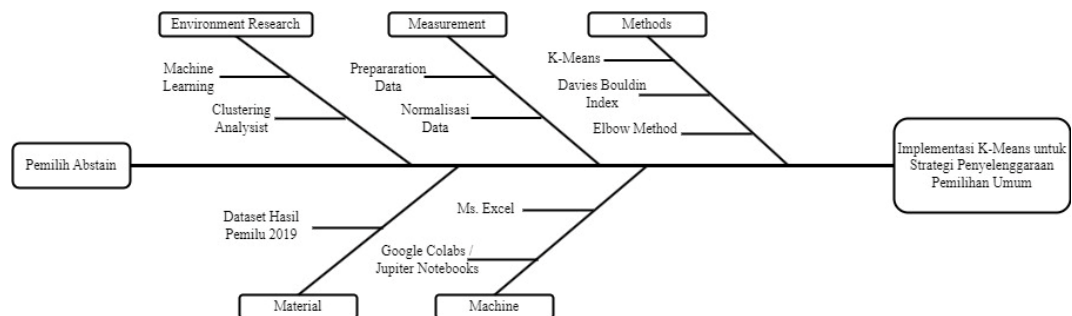 Environment Research
Measurement
Methods
Machine
Learning
Clustering
Analysist
Prepararation
Data
Normalisasi
Data
K-Means
Davies Bouldin
Index
Elbow Method
Pemilih Abstain
Implementasi K-Means untuk
Strategi Penyelenggaraan
Pemilihan Umum
Dataset Hasil
Pemilu 2019
Ms. Excel
Google Colabs /
Jupiter Notebooks
Material
Machine